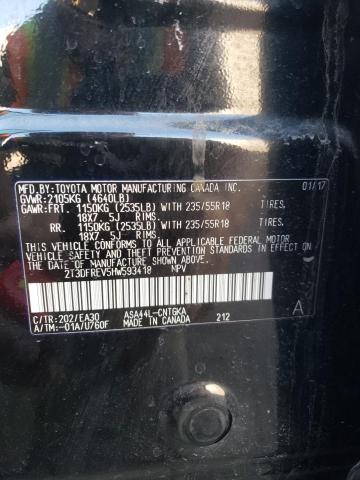 MFD.BY:TOYOTA MOTOR MANUFACTURING CANADA INC. 01/17
GVWR:2105KG (4640LB)
GAWR:FRT. 1150KG (2535LB) WITH 235/55R18 TIRES,
18X7.5J RIMS,
RR. 1150KG (2535LB) WITH 235/55R18 TIRES,
18X7.5J RIMS,
THIS VEHICLE CONFORMS TO ALL APPLICABLE FEDERAL MOTOR
VEHICLE SAFETY STANDARDS IN EFFECT ON THE DATE OF
MANUFACTURE SHOWN ABOVE.
2T3DFREV5HW593418 MPV
C/TR:202/EA30 ASA44L-CNTGKA 212 A
A/TM:-01A/U760F MADE IN CANADA